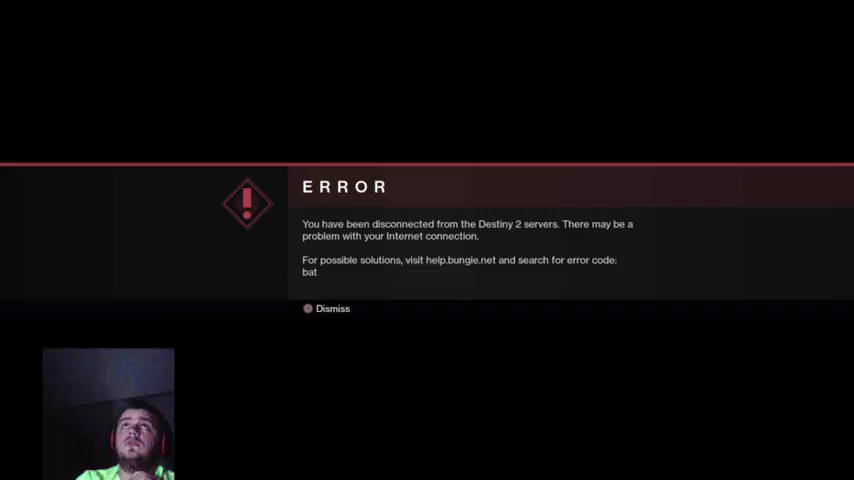 ERROR
You have been disconnected from the Destiny 2 servers. There may be a
problem with your Internet connection.
For possible solutions, visit help.bungie.net and search for error code:
bat
Dismiss